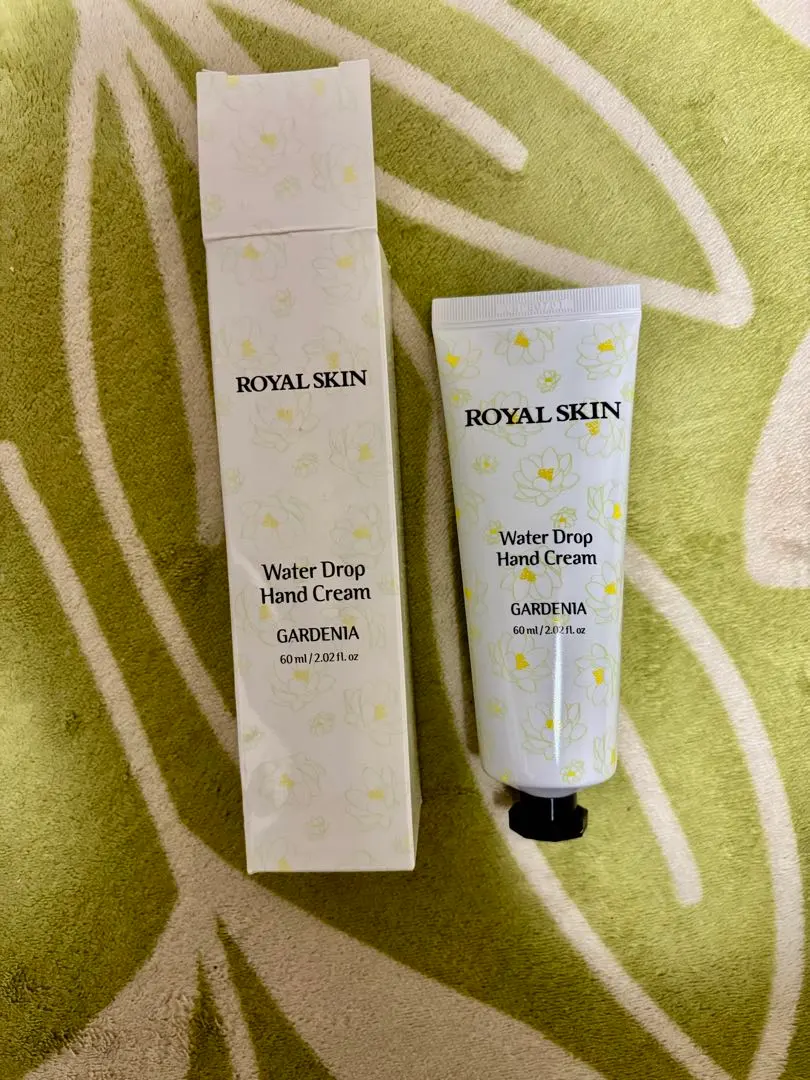 ROYAL SKIN
Water Drop
Hand Cream
GARDENIA
60 ml / 2.02 fl. oz
ROYAL SKIN
Water Drop
Hand Cream
GARDENIA
60 ml / 2.02 fl. oz